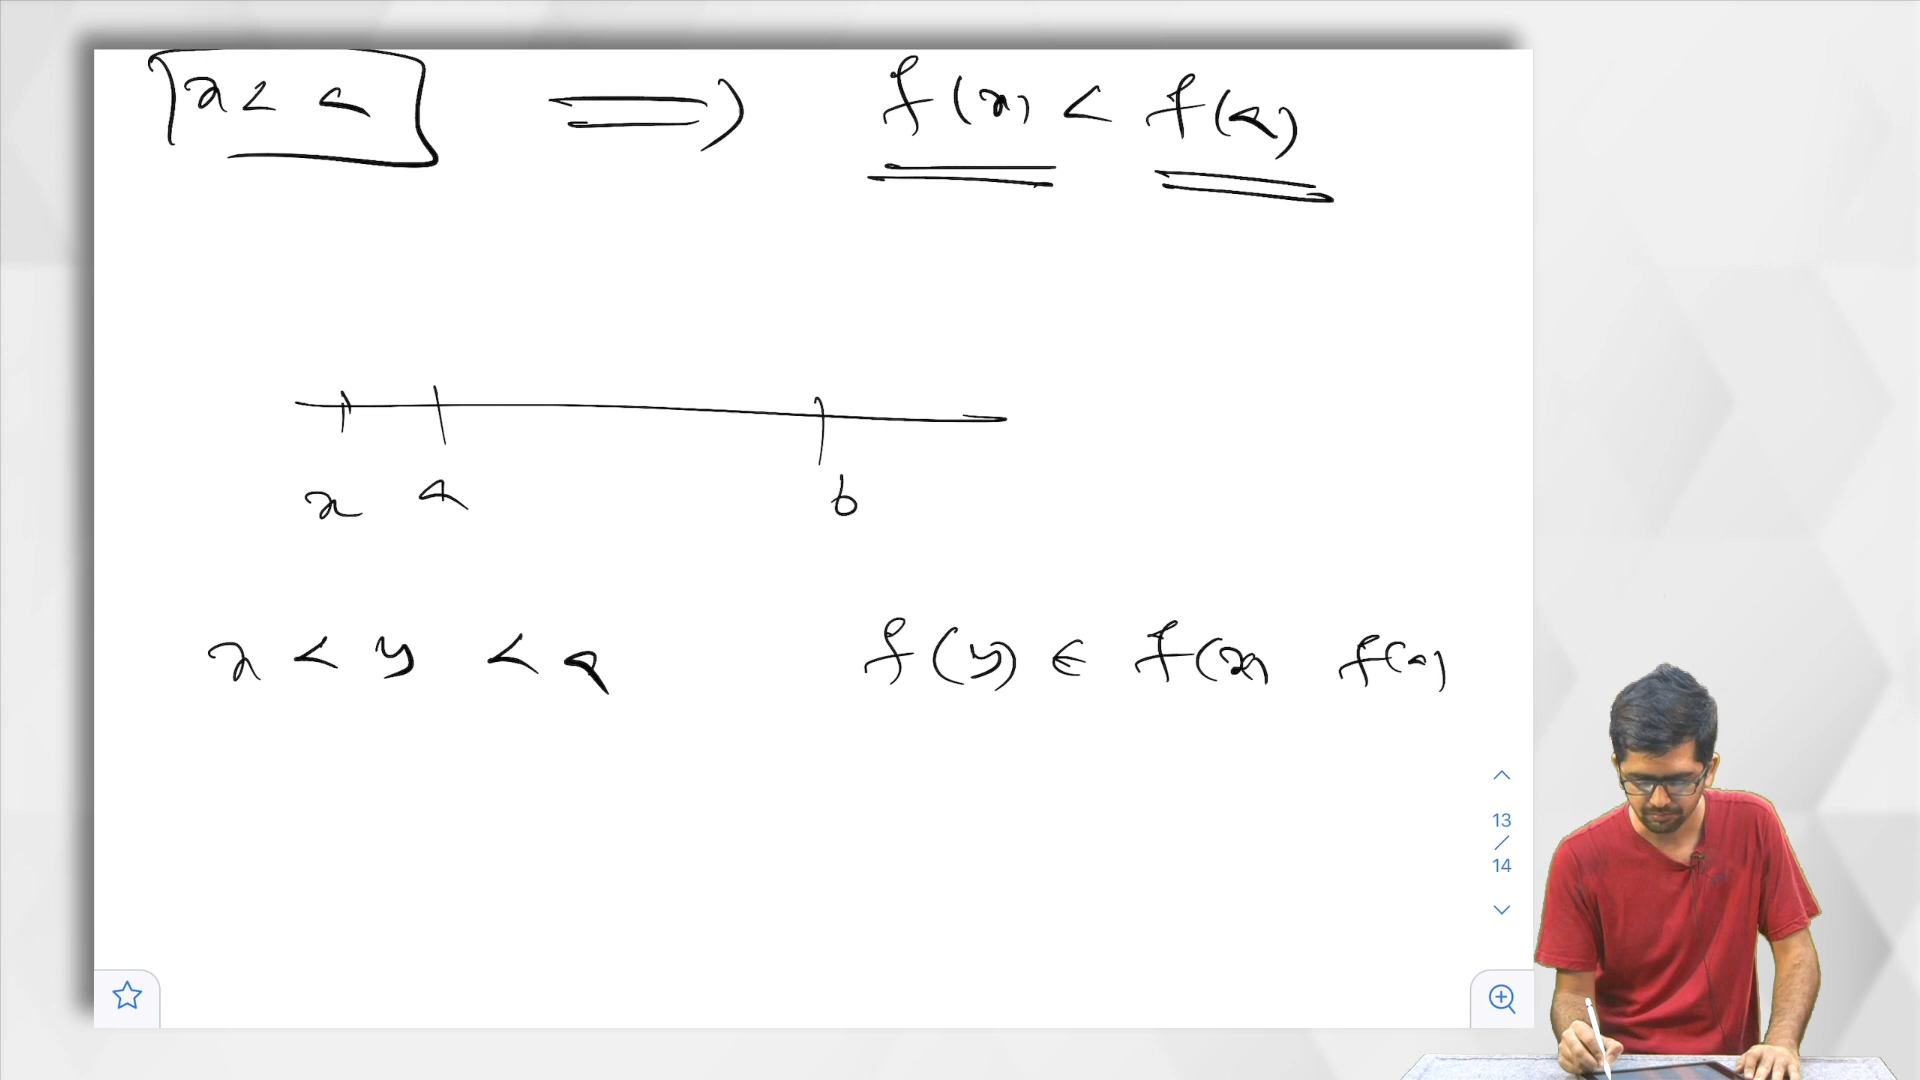 x < a ⟹ f(x) < f(a)
x a b
x < y < a f(y) ∈ f(x) f(a)
13
/
14